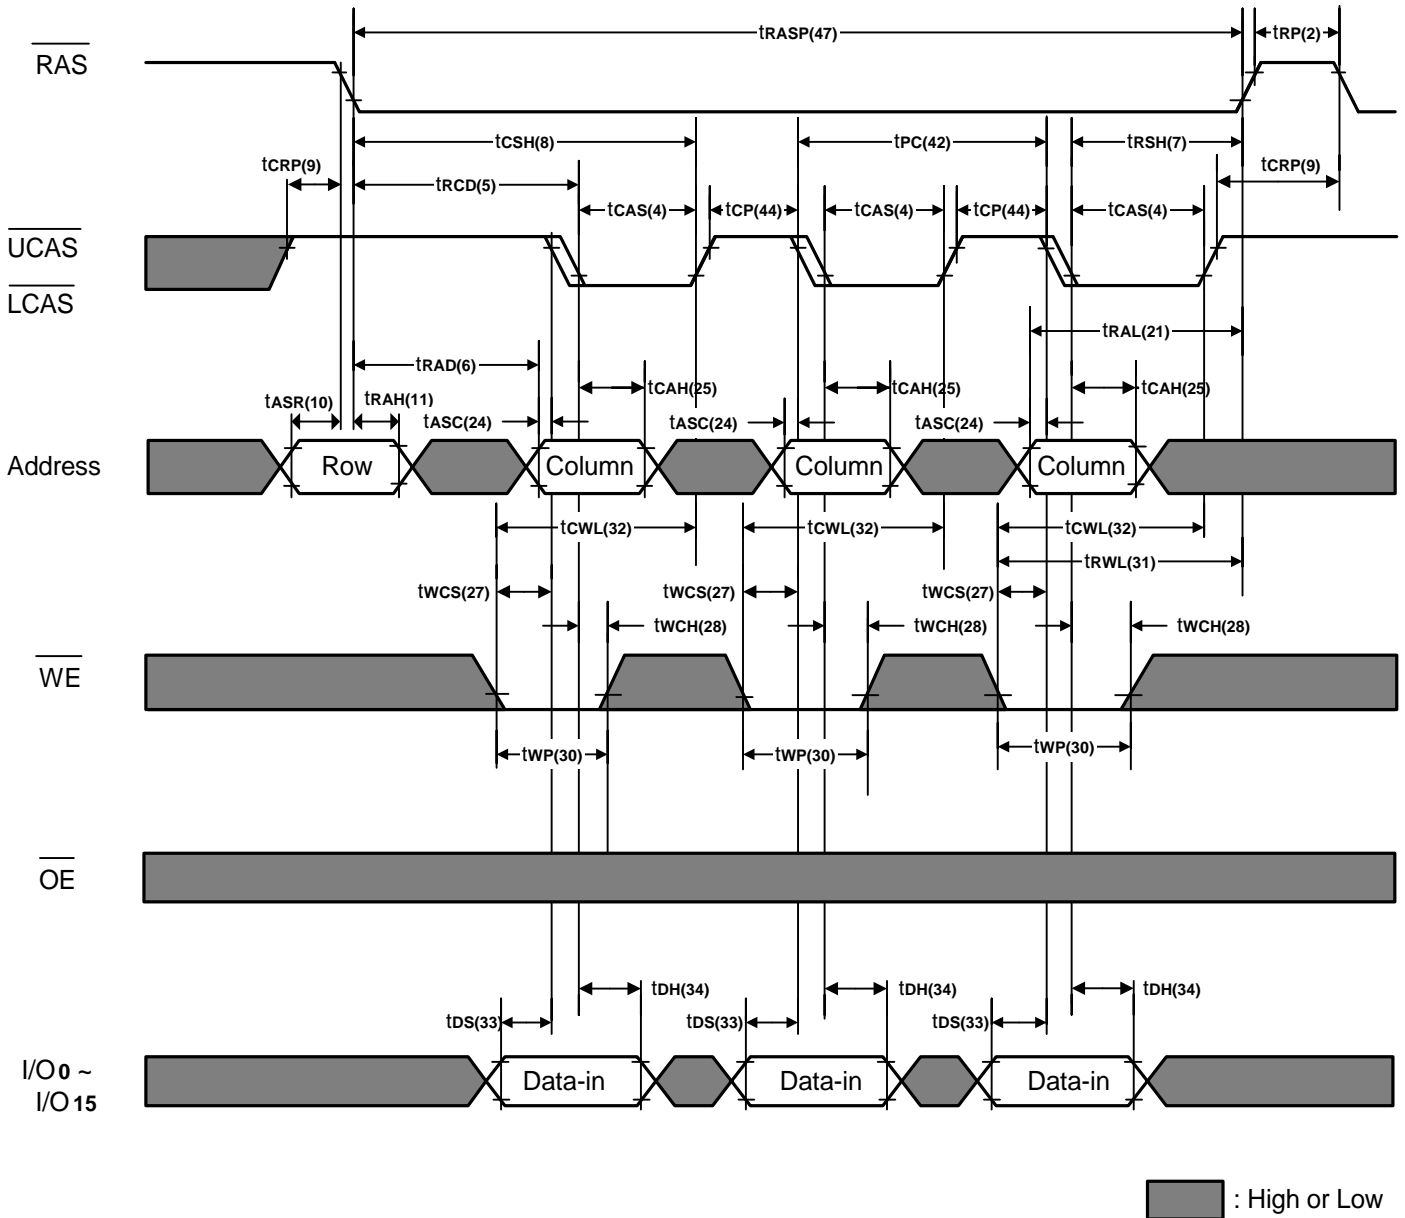 tRASP(47) tRP(2)
RAS
tCSH(8) tPC(42) tRSH(7)
tCRP(9) tRCD(5) tCRP(9)
tCAS(4) tCP(44) tCAS(4) tCP(44) tCAS(4)
UCAS
LCAS
tRAL(21)
tRAD(6)
tCAH(25) tCAH(25) tCAH(25)
tASR(10) tRAH(11) tASC(24) tASC(24) tASC(24)
Address Row Column Column Column
tCWL(32) tCWL(32) tCWL(32)
tRWL(31)
tWCS(27) tWCS(27) tWCS(27)
tWCH(28) tWCH(28) tWCH(28)
WE
tWP(30) tWP(30) tWP(30)
OE
tDH(34) tDH(34) tDH(34)
tDS(33) tDS(33) tDS(33)
I/O 0 ~
I/O 15
Data-in Data-in Data-in
: High or Low